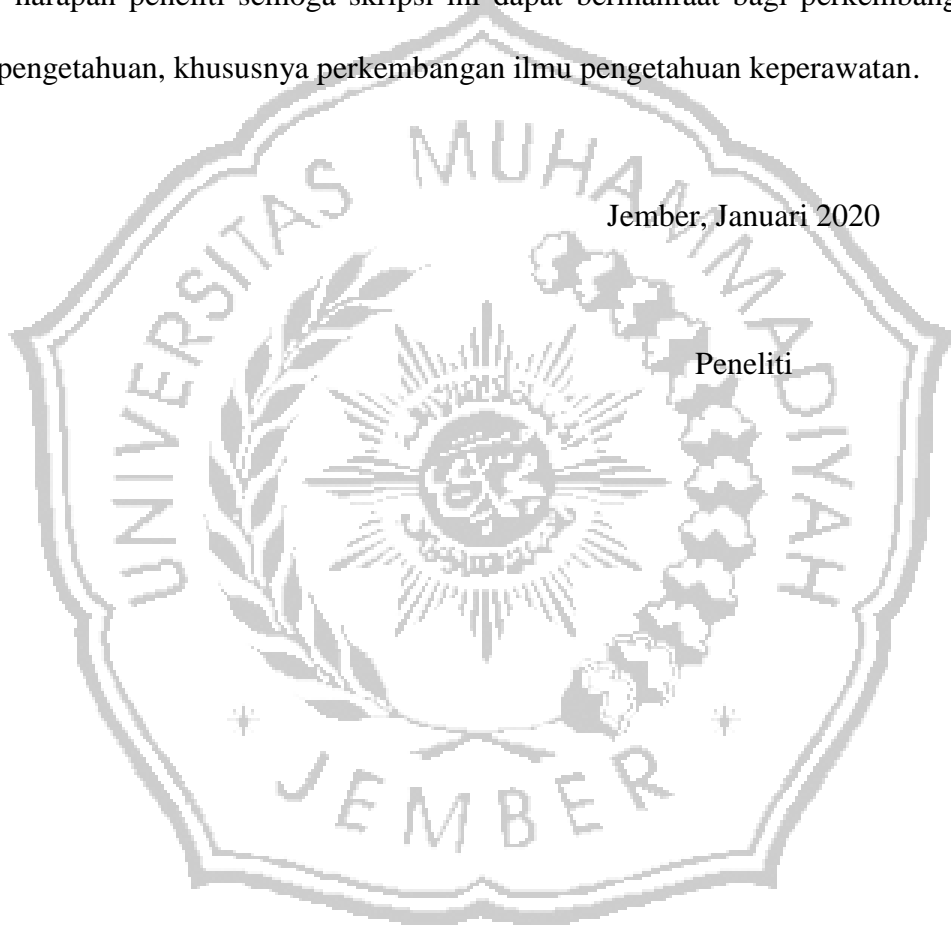 harapan peneliti semoga skripsi ini dapat bermanfaat bagi perkembang
pengetahuan, khususnya perkembangan ilmu pengetahuan keperawatan.
Jember, Januari 2020
Peneliti
UNIVERSITAS MUHAMMADIYAH
JEMBER